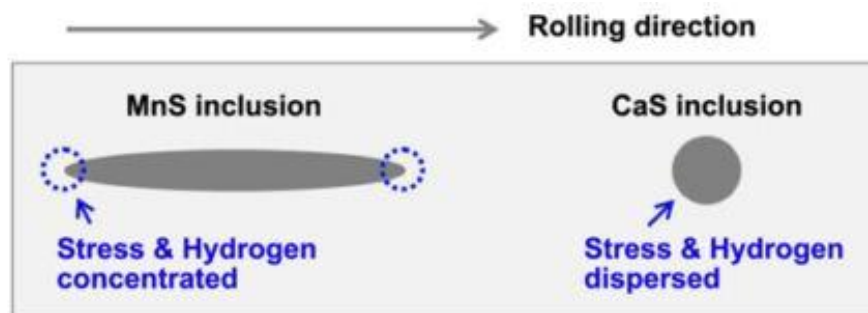 Rolling direction
MnS inclusion
CaS inclusion
Stress & Hydrogen
concentrated
Stress & Hydrogen
dispersed